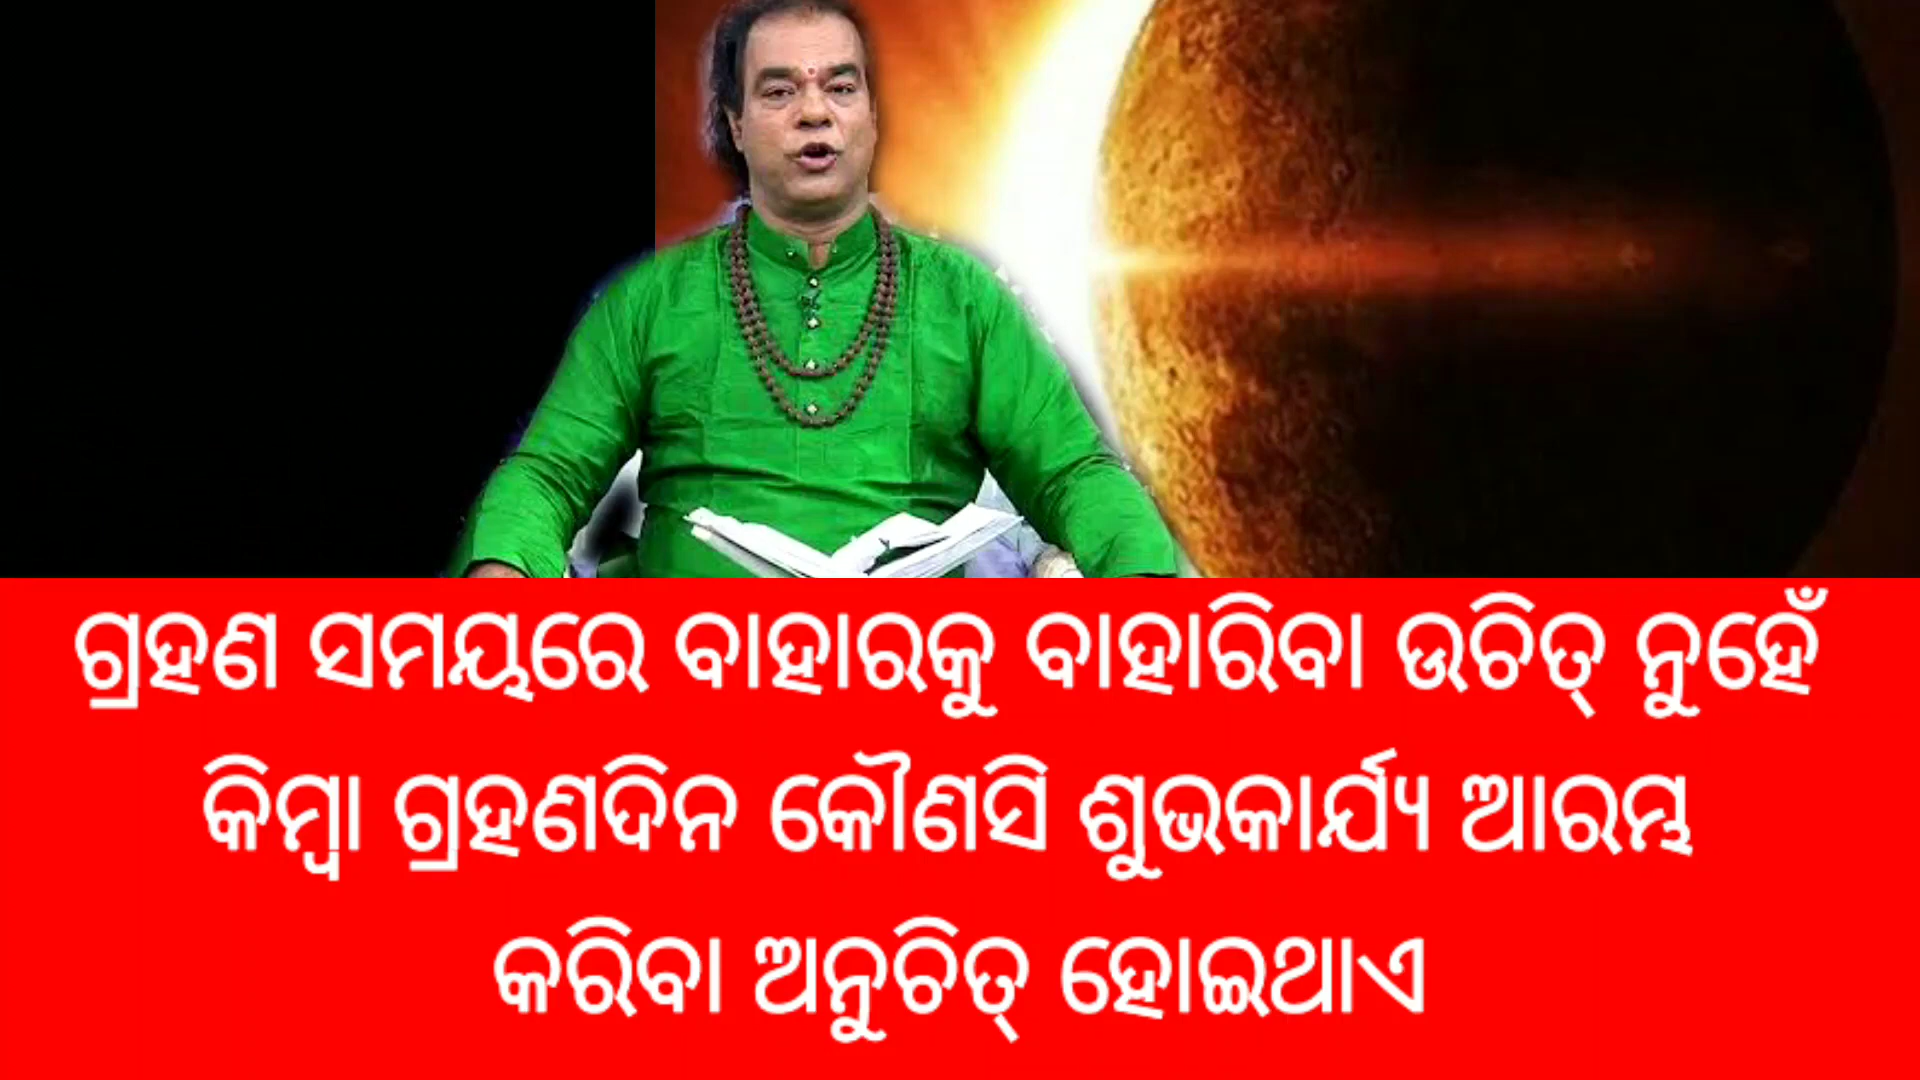 ଗ୍ରହଣ ସମୟରେ ବାହାରକୁ ବାହାରିବା ଉଚିତ୍ ନୁହେଁ
କିମ୍ବା ଗ୍ରହଣଦିନ କୌଣସି ଶୁଭକାର୍ଯ୍ୟ ଆରମ୍ଭ
କରିବା ଅନୁଚିତ୍ ହୋଇଥାଏ